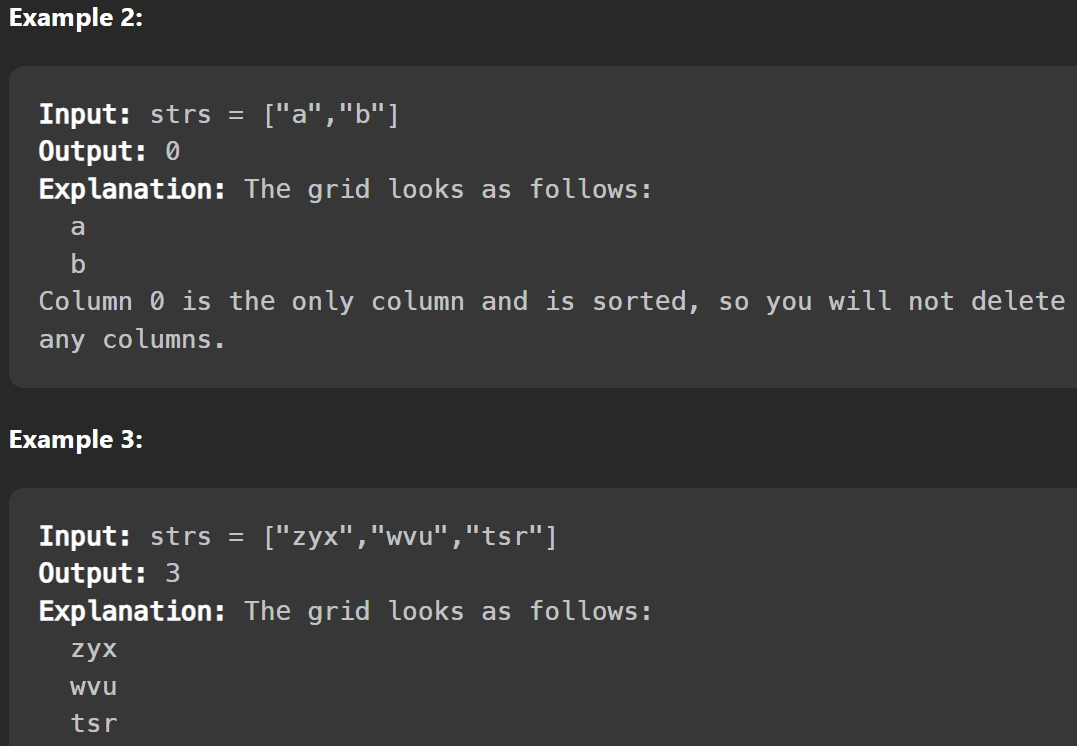 Example 2:
Input: strs = ["a","b"]
Output: 0
Explanation: The grid looks as follows:
  a
  b
Column 0 is the only column and is sorted, so you will not delete
any columns.
Example 3:
Input: strs = ["zyx","wvu","tsr"]
Output: 3
Explanation: The grid looks as follows:
  zyx
  wvu
  tsr